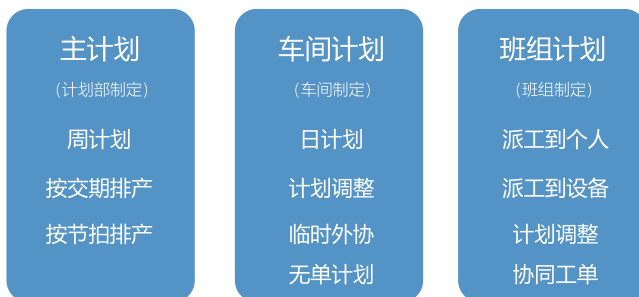 主计划
（计划部制定）
周计划
按交期排产
按节拍排产
车间计划
（车间制定）
日计划
计划调整
临时外协
无单计划
班组计划
（班组制定）
派工到个人
派工到设备
计划调整
协同工单